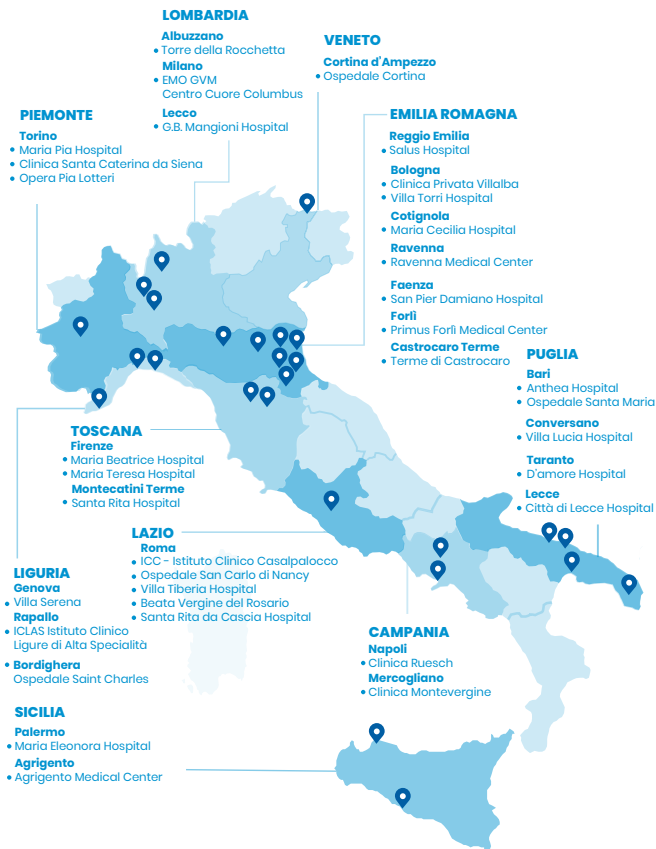 LOMBARDIA
Albuzzano
• Torre della Rocchetta
Milano
• EMO GVM
Centro Cuore Columbus
Lecco
• G.B. Mangioni Hospital
VENETO
Cortina d'Ampezzo
• Ospedale Cortina
PIEMONTE
Torino
• Maria Pia Hospital
• Clinica Santa Caterina da Siena
• Opera Pia Lotteri
EMILIA ROMAGNA
Reggio Emilia
• Salus Hospital
Bologna
• Clinica Privata Villalba
• Villa Torri Hospital
Cotignola
• Maria Cecilia Hospital
Ravenna
• Ravenna Medical Center
Faenza
• San Pier Damiano Hospital
Forlì
• Primus Forlì Medical Center
Castrocaro Terme
• Terme di Castrocaro
PUGLIA
Bari
• Anthea Hospital
• Ospedale Santa Maria
Conversano
• Villa Lucia Hospital
Taranto
• D'amore Hospital
Lecce
• Città di Lecce Hospital
TOSCANA
Firenze
• Maria Beatrice Hospital
• Maria Teresa Hospital
Montecatini Terme
• Santa Rita Hospital
LAZIO
Roma
• ICC - Istituto Clinico Casalpalocco
• Ospedale San Carlo di Nancy
• Villa Tiberia Hospital
• Beata Vergine del Rosario
• Santa Rita da Cascia Hospital
LIGURIA
Genova
• Villa Serena
Rapallo
• ICLAS Istituto Clinico
Ligure di Alta Specialità
• Bordighera
Ospedale Saint Charles
CAMPANIA
Napoli
• Clinica Ruesch
Mercogliano
• Clinica Montevergine
SICILIA
Palermo
• Maria Eleonora Hospital
Agrigento
• Agrigento Medical Center